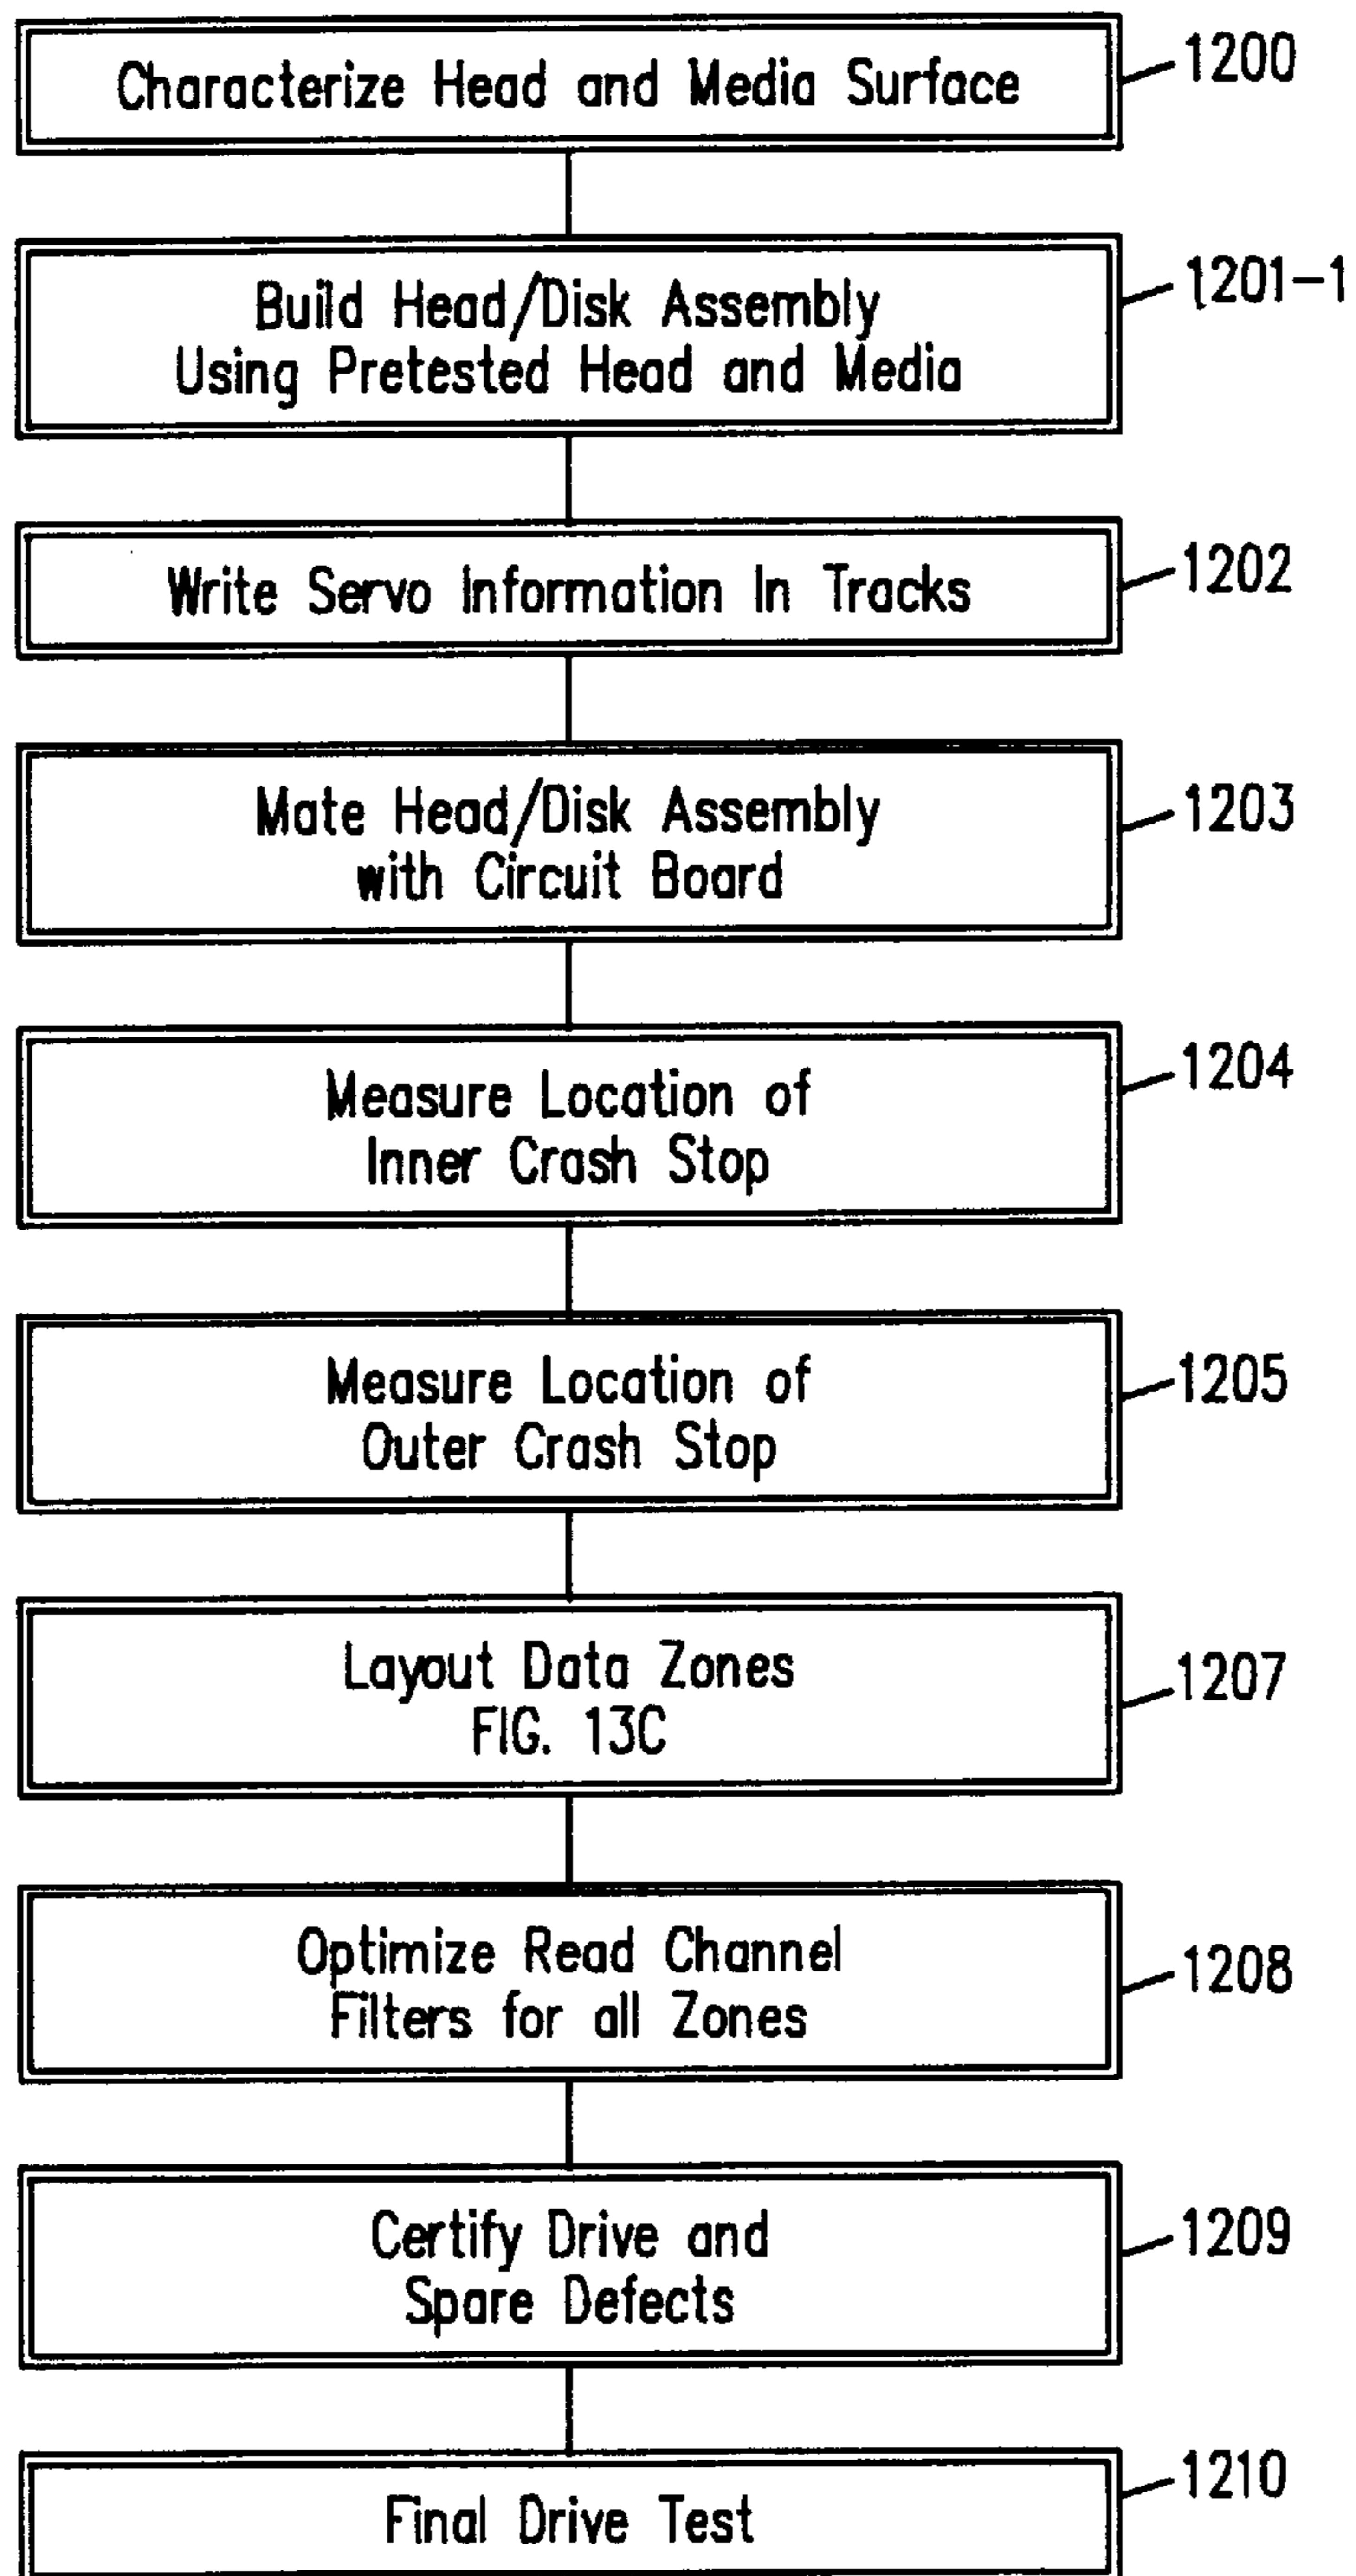 Characterize Head and Media Surface
1200
Build Head/Disk Assembly
Using Pretested Head and Media
1201-1
Write Servo Information In Tracks
1202
Mate Head/Disk Assembly
with Circuit Board
1203
Measure Location of
Inner Crash Stop
1204
Measure Location of
Outer Crash Stop
1205
Layout Data Zones
FIG. 13C
1207
Optimize Read Channel
Filters for all Zones
1208
Certify Drive and
Spare Defects
1209
Final Drive Test
1210